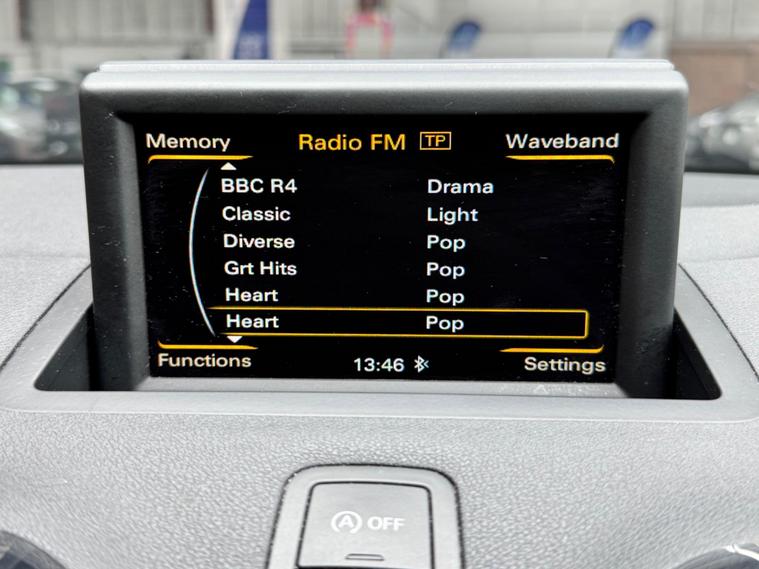 Memory Radio FM TP Waveband
BBC R4 Drama
Classic Light
Diverse Pop
Grt Hits Pop
Heart Pop
Heart Pop
Functions 13:46 Settings
A OFF